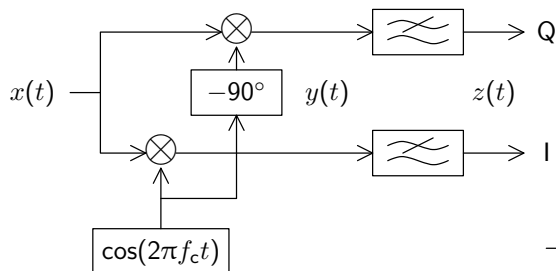 Q
−90°
x(t)
y(t)
z(t)
I
cos(2πf_c t)